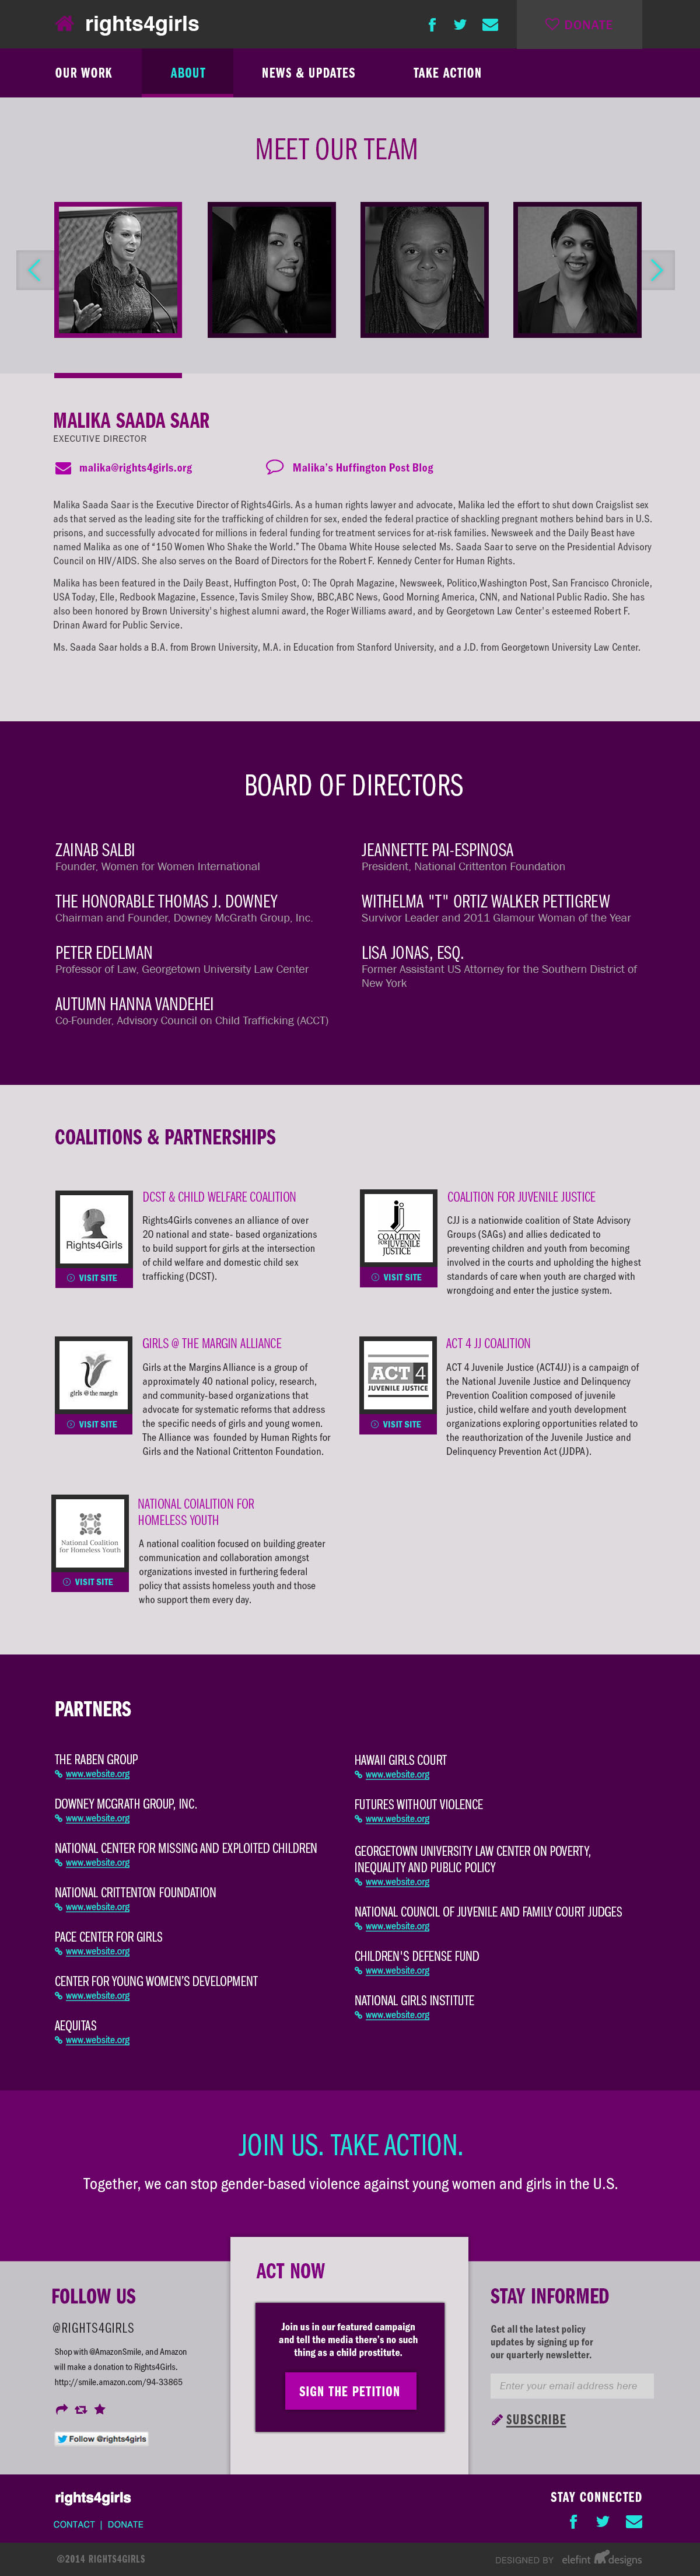 rights4girls
DONATE
OUR WORK
ABOUT
NEWS & UPDATES
TAKE ACTION
MEET OUR TEAM
MALIKA SAADA SAAR
EXECUTIVE DIRECTOR
malika@rights4girls.org
Malika's Huffington Post Blog
Malika Saada Saar is the Executive Director of Rights4Girls. As a human rights lawyer and advocate, Malika led the effort to shut down Craigslist sex
ads that served as the leading site for the trafficking of children for sex, ended the federal practice of shackling pregnant mothers behind bars in U.S.
prisons, and successfully advocated for millions in federal funding for treatment services for at-risk families. Newsweek and the Daily Beast have
named Malika as one of "150 Women Who Shake the World." The Obama White House selected Ms. Saada Saar to serve on the Presidential Advisory
Council on HIV/AIDS. She also serves on the Board of Directors for the Robert F. Kennedy Center for Human Rights.
Malika has been featured in the Daily Beast, Huffington Post, O: The Oprah Magazine, Newsweek, Politico,Washington Post, San Francisco Chronicle,
USA Today, Elle, Redbook Magazine, Essence, Tavis Smiley Show, BBC,ABC News, Good Morning America, CNN, and National Public Radio. She has
also been honored by Brown University's highest alumni award, the Roger Williams award, and by Georgetown Law Center's esteemed Robert F.
Drinan Award for Public Service.
Ms. Saada Saar holds a B.A. from Brown University, M.A. in Education from Stanford University, and a J.D. from Georgetown University Law Center.
BOARD OF DIRECTORS
ZAINAB SALBI
Founder, Women for Women International
THE HONORABLE THOMAS J. DOWNEY
Chairman and Founder, Downey McGrath Group, Inc.
PETER EDELMAN
Professor of Law, Georgetown University Law Center
AUTUMN HANNA VANDEHEI
Co-Founder, Advisory Council on Child Trafficking (ACCT)
JEANNETTE PAI-ESPINOSA
President, National Crittenton Foundation
WITHELMA "T" ORTIZ WALKER PETTIGREW
Survivor Leader and 2011 Glamour Woman of the Year
LISA JONAS, ESQ.
Former Assistant US Attorney for the Southern District of
New York
COALITIONS & PARTNERSHIPS
Rights4Girls
VISIT SITE
DCST & CHILD WELFARE COALITION
Rights4Girls convenes an alliance of over
20 national and state- based organizations
to build support for girls at the intersection
of child welfare and domestic child sex
trafficking (DCST).
COALITION
FOR JUVENILE
JUSTICE
VISIT SITE
COALITION FOR JUVENILE JUSTICE
CJJ is a nationwide coalition of State Advisory
Groups (SAGs) and allies dedicated to
preventing children and youth from becoming
involved in the courts and upholding the highest
standards of care when youth are charged with
wrongdoing and enter the justice system.
girls @ the margin
VISIT SITE
GIRLS @ THE MARGIN ALLIANCE
Girls at the Margins Alliance is a group of
approximately 40 national policy, research,
and community-based organizations that
advocate for systematic reforms that address
the specific needs of girls and young women.
The Alliance was founded by Human Rights for
Girls and the National Crittenton Foundation.
ACT 4
JUVENILE JUSTICE
VISIT SITE
ACT 4 JJ COALITION
ACT 4 Juvenile Justice (ACT4JJ) is a campaign of
the National Juvenile Justice and Delinquency
Prevention Coalition composed of juvenile
justice, child welfare and youth development
organizations exploring opportunities related to
the reauthorization of the Juvenile Justice and
Delinquency Prevention Act (JJDPA).
National Coalition
for Homeless Youth
VISIT SITE
NATIONAL COIALITION FOR
HOMELESS YOUTH
A national coalition focused on building greater
communication and collaboration amongst
organizations invested in furthering federal
policy that assists homeless youth and those
who support them every day.
PARTNERS
THE RABEN GROUP
www.website.org
DOWNEY MCGRATH GROUP, INC.
www.website.org
NATIONAL CENTER FOR MISSING AND EXPLOITED CHILDREN
www.website.org
NATIONAL CRITTENTON FOUNDATION
www.website.org
PACE CENTER FOR GIRLS
www.website.org
CENTER FOR YOUNG WOMEN'S DEVELOPMENT
www.website.org
AEQUITAS
www.website.org
HAWAII GIRLS COURT
www.website.org
FUTURES WITHOUT VIOLENCE
www.website.org
GEORGETOWN UNIVERSITY LAW CENTER ON POVERTY,
INEQUALITY AND PUBLIC POLICY
www.website.org
NATIONAL COUNCIL OF JUVENILE AND FAMILY COURT JUDGES
www.website.org
CHILDREN'S DEFENSE FUND
www.website.org
NATIONAL GIRLS INSTITUTE
www.website.org
JOIN US. TAKE ACTION.
Together, we can stop gender-based violence against young women and girls in the U.S.
FOLLOW US
@RIGHTS4GIRLS
Shop with @AmazonSmile, and Amazon
will make a donation to Rights4Girls.
http://smile.amazon.com/94-33865
Follow @rights4girls
ACT NOW
Join us in our featured campaign
and tell the media there's no such
thing as a child prostitute.
SIGN THE PETITION
STAY INFORMED
Get all the latest policy
updates by signing up for
our quarterly newsletter.
Enter your email address here
SUBSCRIBE
rights4girls
CONTACT | DONATE
STAY CONNECTED
©2014 RIGHTS4GIRLS
DESIGNED BY elefint designs